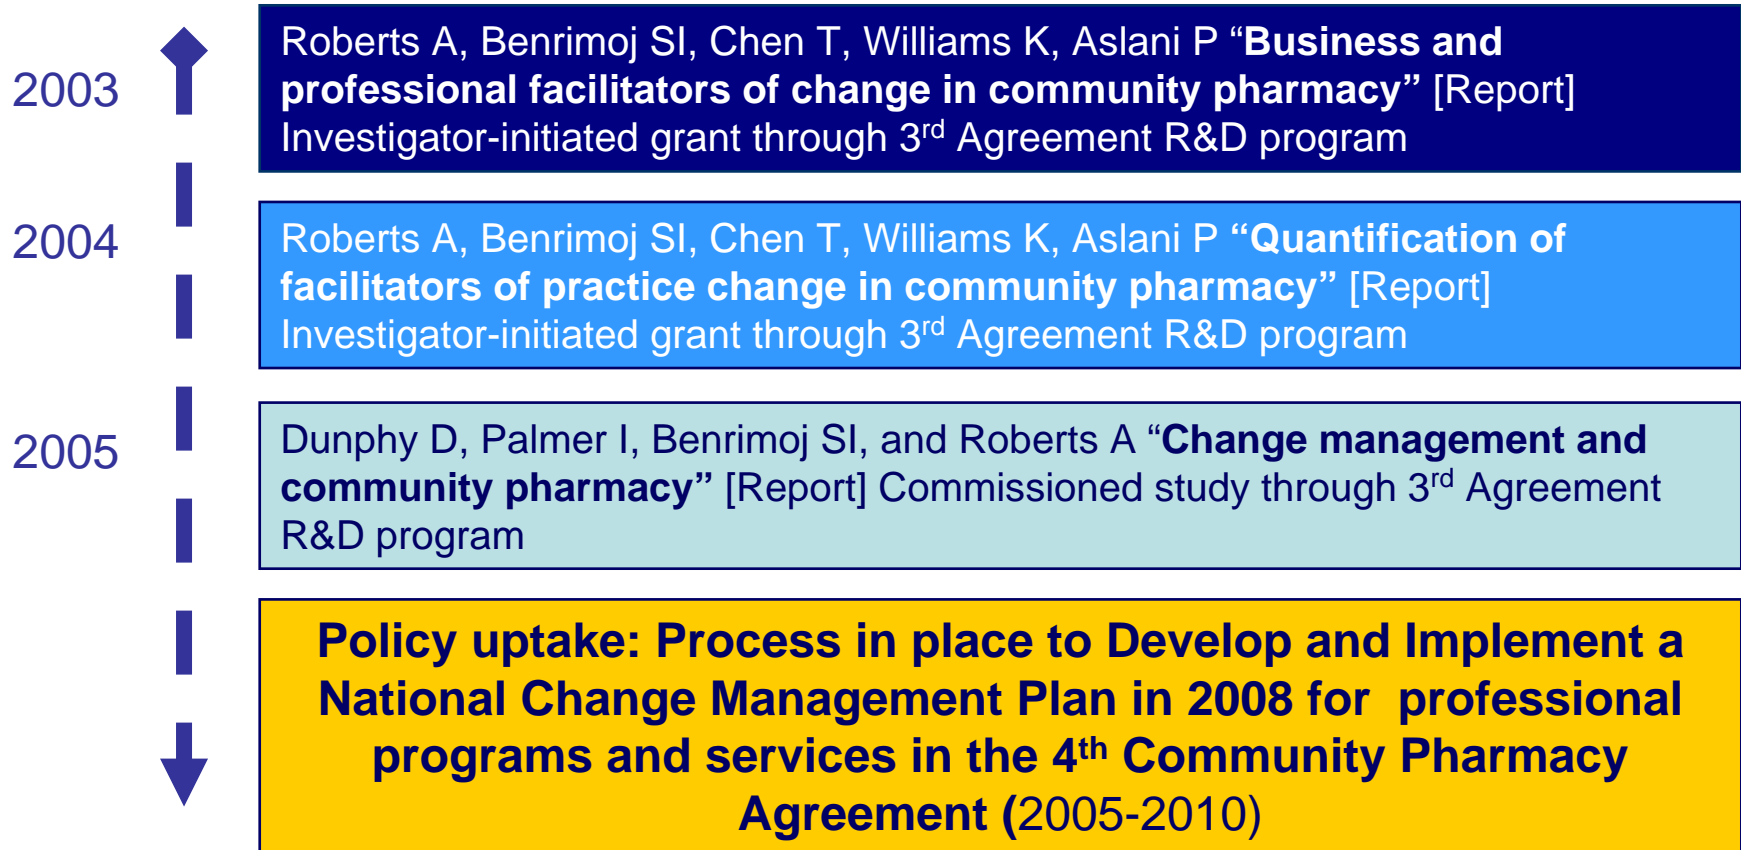 2003
Roberts A, Benrimoj SI, Chen T, Williams K, Aslani P “Business and
professional facilitators of change in community pharmacy” [Report]
Investigator-initiated grant through 3rd Agreement R&D program
2004
Roberts A, Benrimoj SI, Chen T, Williams K, Aslani P “Quantification of
facilitators of practice change in community pharmacy” [Report]
Investigator-initiated grant through 3rd Agreement R&D program
2005
Dunphy D, Palmer I, Benrimoj SI, and Roberts A “Change management and
community pharmacy” [Report] Commissioned study through 3rd Agreement
R&D program
Policy uptake: Process in place to Develop and Implement a
National Change Management Plan in 2008 for professional
programs and services in the 4th Community Pharmacy
Agreement (2005-2010)